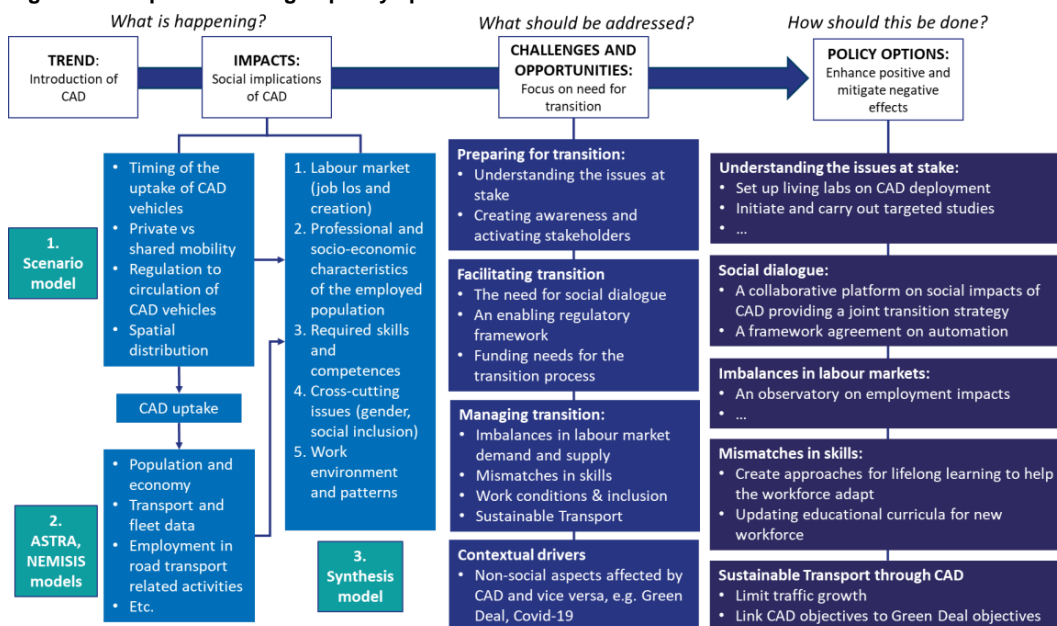 What is happening?
What should be addressed?
How should this be done?
TREND:
Introduction of
CAD
IMPACTS:
Social implications
of CAD
CHALLENGES AND
OPPORTUNITIES:
Focus on need for
transition
POLICY OPTIONS:
Enhance positive and
mitigate negative
effects
1.
Scenario
model
• Timing of the
uptake of CAD
vehicles
• Private vs
shared mobility
• Regulation to
circulation of
CAD vehicles
• Spatial
distribution
CAD uptake
2.
ASTRA,
NEMISIS
models
• Population and
economy
• Transport and
fleet data
• Employment in
road transport
related activities
• Etc.
1. Labour market
(job los and
creation)
2. Professional and
socio-economic
characteristics
of the employed
population
3. Required skills
and
competences
4. Cross-cutting
issues (gender,
social inclusion)
5. Work
environment
and patterns
3.
Synthesis
model
Preparing for transition:
• Understanding the issues at
stake
• Creating awareness and
activating stakeholders
Facilitating transition
• The need for social dialogue
• An enabling regulatory
framework
• Funding needs for the
transition process
Managing transition:
• Imbalances in labour market
demand and supply
• Mismatches in skills
• Work conditions & inclusion
• Sustainable Transport
Contextual drivers
• Non-social aspects affected by
CAD and vice versa, e.g. Green
Deal, Covid-19
Understanding the issues at stake:
• Set up living labs on CAD deployment
• Initiate and carry out targeted studies
• ...
Social dialogue:
• A collaborative platform on social impacts of
CAD providing a joint transition strategy
• A framework agreement on automation
Imbalances in labour markets:
• An observatory on employment impacts
• ...
Mismatches in skills:
• Create approaches for lifelong learning to help
the workforce adapt
• Updating educational curricula for new
workforce
Sustainable Transport through CAD
• Limit traffic growth
• Link CAD objectives to Green Deal objectives